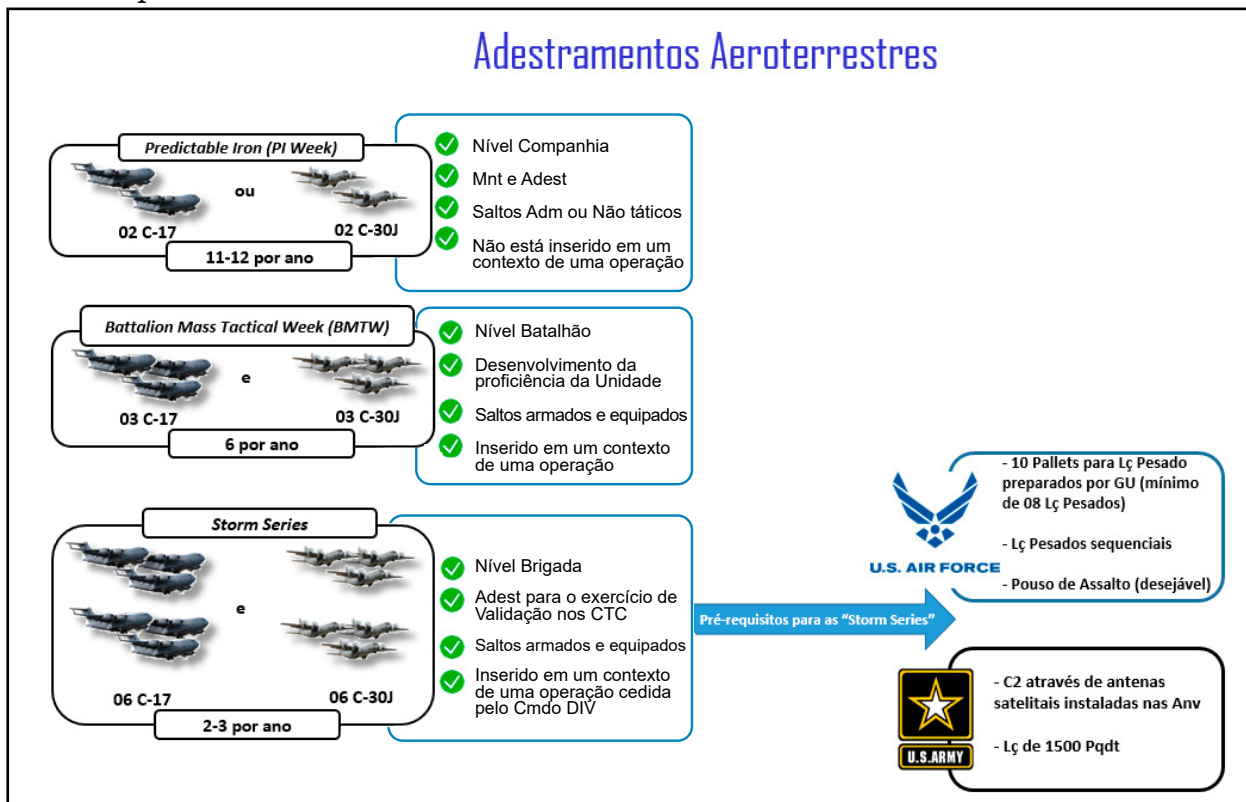 Adestramentos Aeroterrestres
Predictable Iron (PI Week)
ou
02 C-17
02 C-30J
11-12 por ano
Nível Companhia
Mnt e Adest
Saltos Adm ou Não táticos
Não está inserido em um
contexto de uma operação
Battalion Mass Tactical Week (BMTW)
e
03 C-17
03 C-30J
6 por ano
Nível Batalhão
Desenvolvimento da
proficiência da Unidade
Saltos armados e equipados
Inserido em um contexto
de uma operação
Storm Series
e
06 C-17
06 C-30J
2-3 por ano
Nível Brigada
Adest para o exercício de
Validação nos CTC
Saltos armados e equipados
Inserido em um contexto
de uma operação cedida
pelo Cmdo DIV
Pré-requisitos para as “Storm Series”
U.S. AIR FORCE
- 10 Pallets para Lç Pesado
preparados por GU (mínimo
de 08 Lç Pesados)
- Lç Pesados sequenciais
- Pouso de Assalto (desejável)
U.S.ARMY
- C2 através de antenas
satelitais instaladas nas Anv
- Lç de 1500 Pqdt